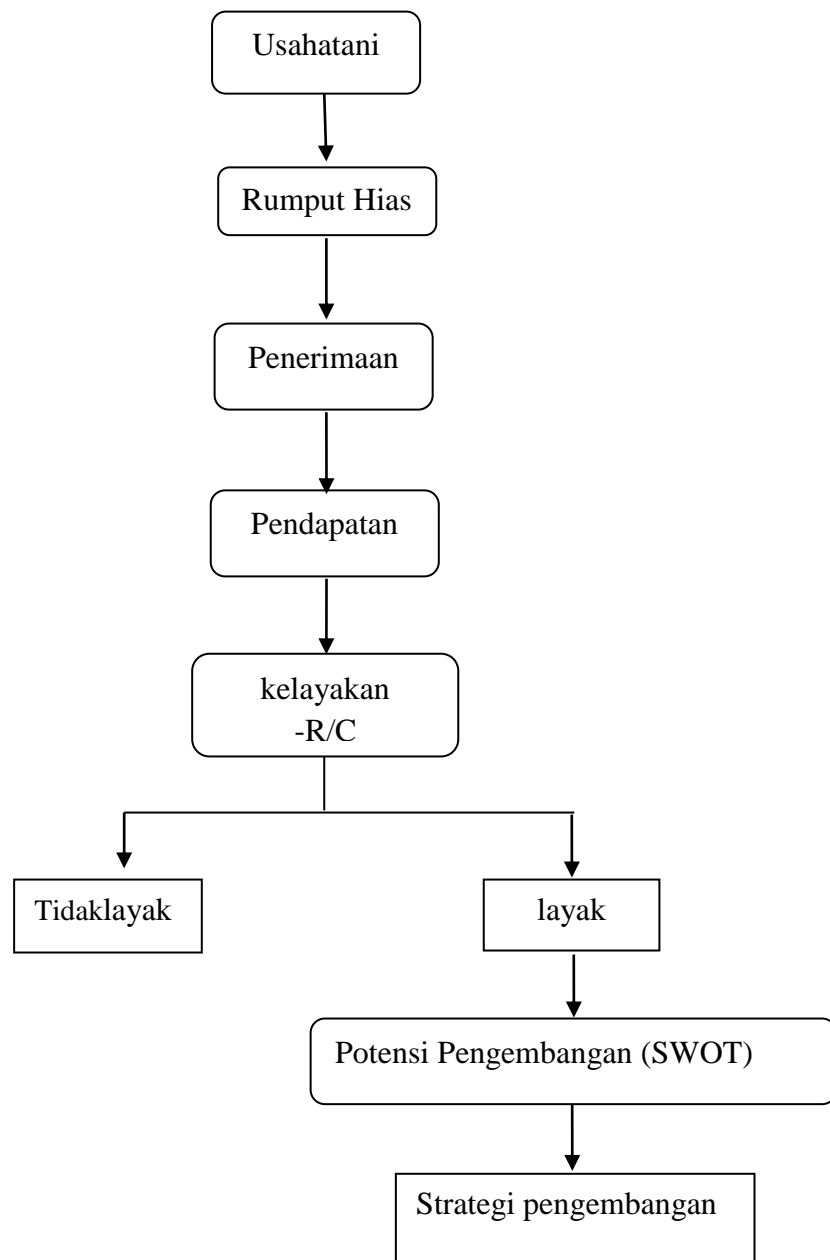 Usahatani
Rumput Hias
Penerimaan
Pendapatan
kelayakan
-R/C
Tidaklayak
layak
Potensi Pengembangan (SWOT)
Strategi pengembangan